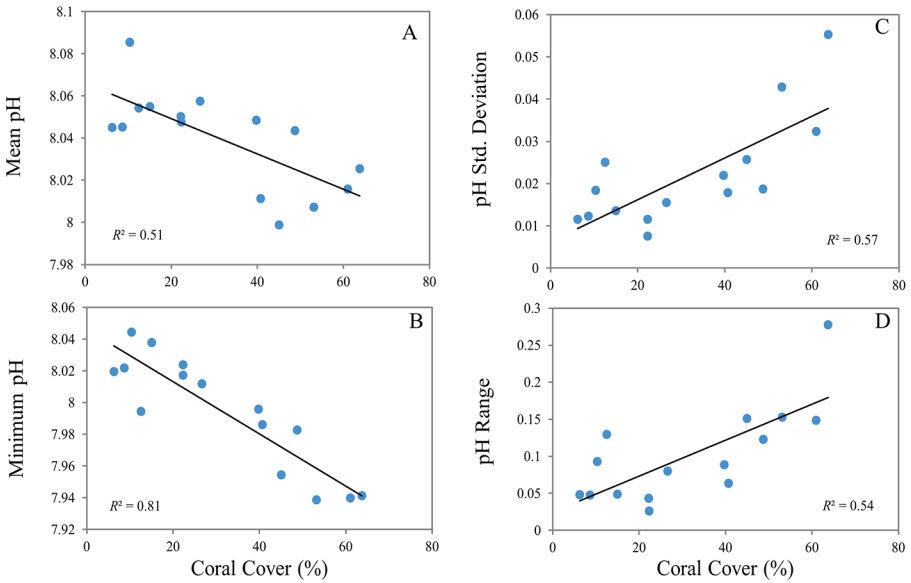 A
Mean pH
8.1
8.08
8.06
8.04
8.02
8
7.98
0 20 40 60 80
R² = 0.51
C
pH Std. Deviation
0.06
0.05
0.04
0.03
0.02
0.01
0
0 20 40 60 80
R² = 0.57
B
Minimum pH
8.06
8.04
8.02
8
7.98
7.96
7.94
7.92
0 20 40 60 80
R² = 0.81
Coral Cover (%)
D
pH Range
0.3
0.25
0.2
0.15
0.1
0.05
0
0 20 40 60 80
R² = 0.54
Coral Cover (%)